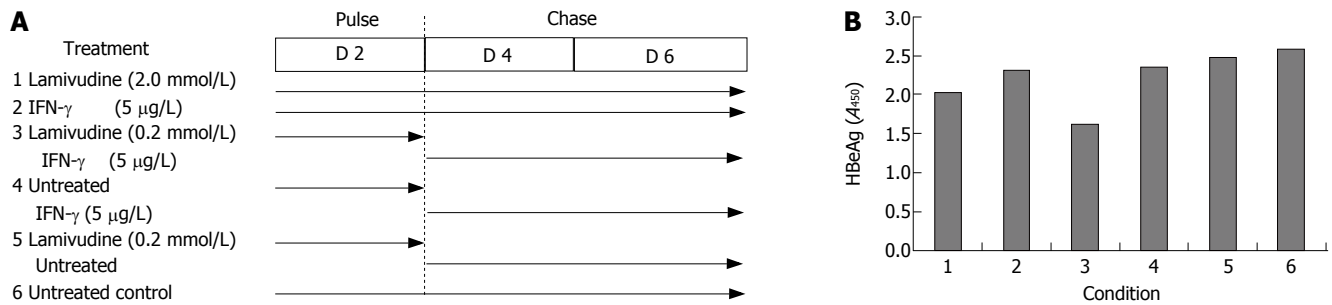 A
Pulse Chase
Treatment
D 2 D 4 D 6
1 Lamivudine (2.0 mmol/L)
2 IFN-γ (5 μg/L)
3 Lamivudine (0.2 mmol/L)
IFN-γ (5 μg/L)
4 Untreated
IFN-γ (5 μg/L)
5 Lamivudine (0.2 mmol/L)
Untreated
6 Untreated control
B
HBeAg (A450)
3.0
2.5
2.0
1.5
1.0
0.5
0.0
1 2 3 4 5 6
Condition